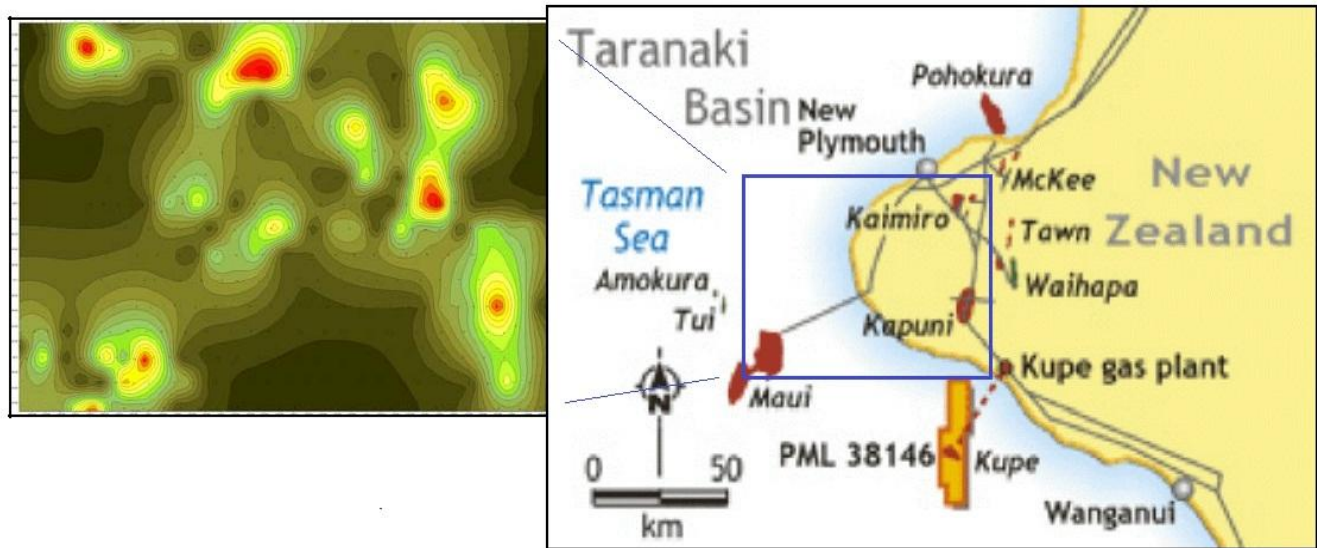 Taranaki
Basin
Pohokura
New
Plymouth
McKee
New
Zealand
Tasman
Sea
Kaimiro
Tawn
Amokura
Waihapa
Tui
Kapuni
Kupe gas plant
Maui
N
PML 38146
Kupe
0 50
km
Wanganui